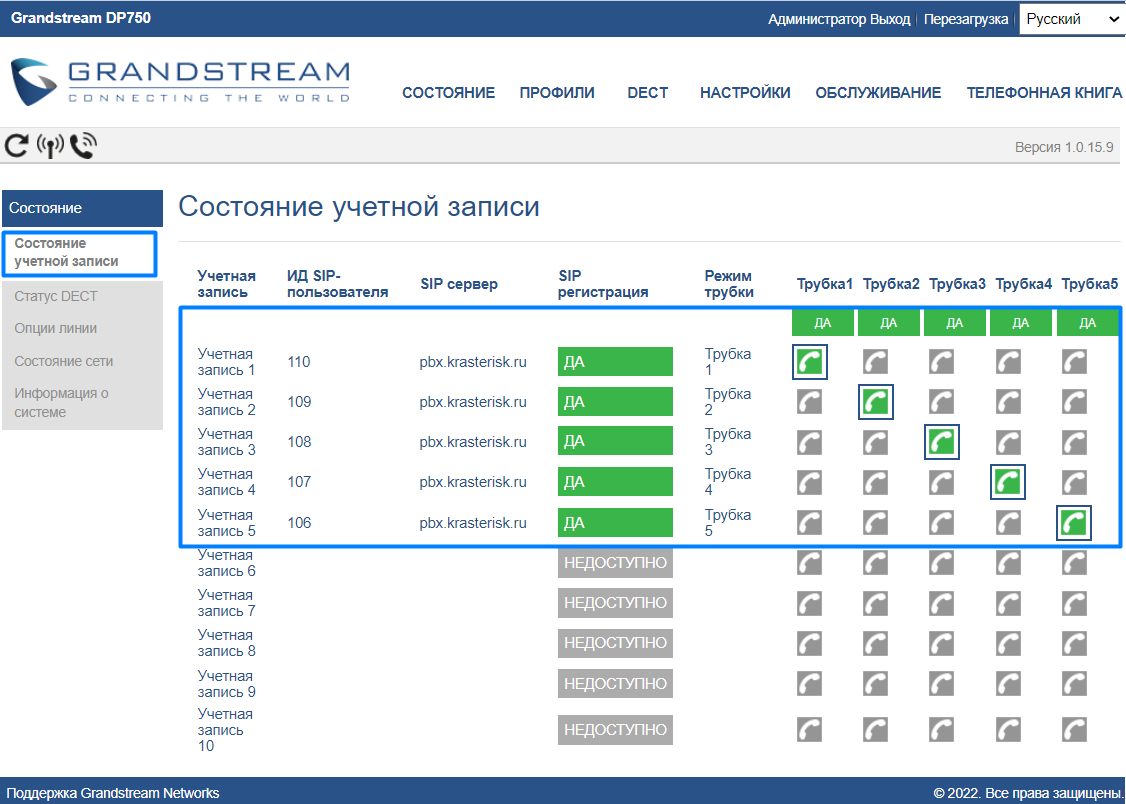 Grandstream DP750
Администратор Выход | Перезагрузка | Русский
GRANDSTREAM
CONNECTING THE WORLD
СОСТОЯНИЕ ПРОФИЛИ DECT НАСТРОЙКИ ОБСЛУЖИВАНИЕ ТЕЛЕФОННАЯ КНИГА
Версия 1.0.15.9
Состояние
Состояние
учетной записи
Статус DECT
Опции линии
Состояние сети
Информация о
системе
Состояние учетной записи
Учетная
запись
ИД SIP-
пользователя
SIP сервер
SIP
регистрация
Режим
трубки
Трубка1 Трубка2 Трубка3 Трубка4 Трубка5
ДА ДА ДА ДА ДА
Учетная
запись 1
110
pbx.krasterisk.ru
ДА
Трубка
1
Учетная
запись 2
109
pbx.krasterisk.ru
ДА
Трубка
2
Учетная
запись 3
108
pbx.krasterisk.ru
ДА
Трубка
3
Учетная
запись 4
107
pbx.krasterisk.ru
ДА
Трубка
4
Учетная
запись 5
106
pbx.krasterisk.ru
ДА
Трубка
5
Учетная
запись 6
НЕДОСТУПНО
Учетная
запись 7
НЕДОСТУПНО
Учетная
запись 8
НЕДОСТУПНО
Учетная
запись 9
НЕДОСТУПНО
Учетная
запись
10
НЕДОСТУПНО
Поддержка Grandstream Networks
© 2022. Все права защищены.